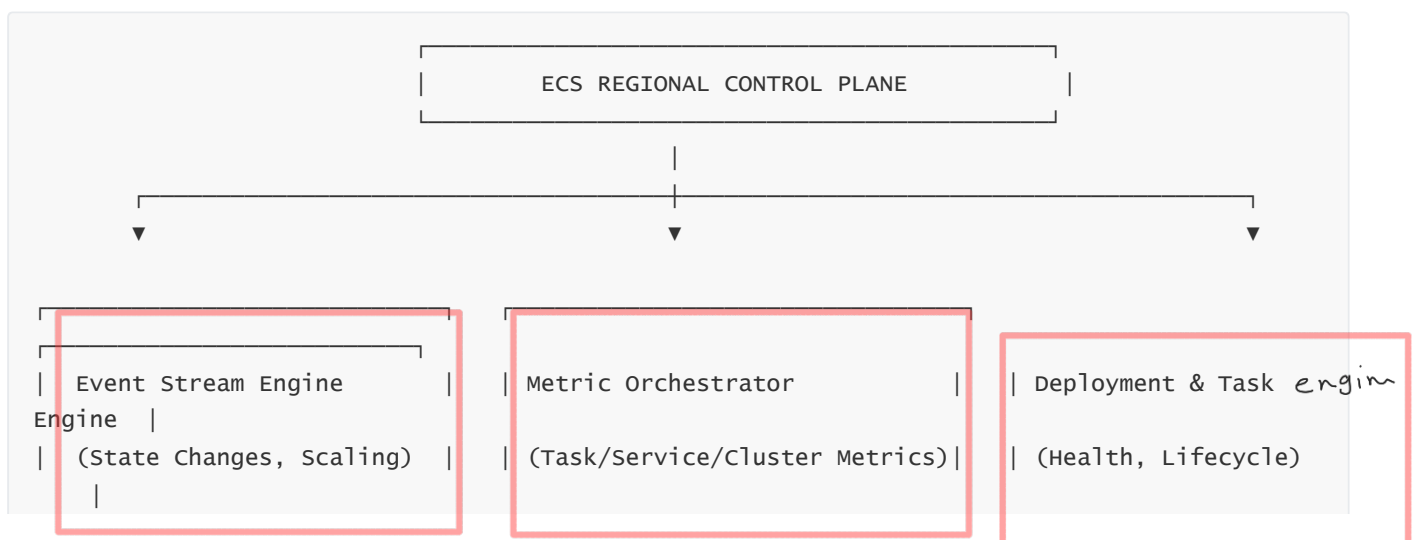 ECS REGIONAL CONTROL PLANE
Event Stream Engine | Metric Orchestrator | Deployment & Task engine
Engine
(State Changes, Scaling) | (Task/Service/Cluster Metrics) | (Health, Lifecycle)